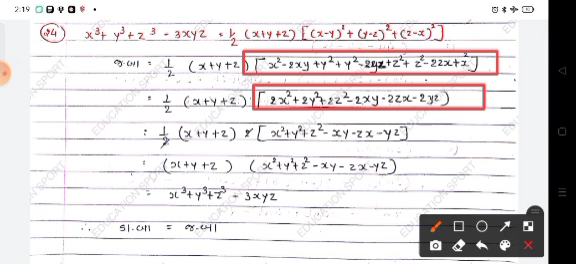 2.19
24) x³+ y³+z³ - 3xyz = 1/2 (x+y+z) [(x-y)²+(y-z)²+(z-x)²]
જ.બા = 1/2 (x+y+z) [x²-2xy+y²+y²-2yz+z²+z²-2zx+x²]
= 1/2 (x+y+z) [2x²+2y²+2z²-2xy-2zx-2yz)
= 1/2 (x+y+z) 2 [x²+y²+z²-xy-zx-yz]
= (x+y+z) (x²+y²+z²-xy-zx-yz)
= x³+y³+z³ - 3xyz
∴ ડા.બા = જ.બા
EDUCATION SPORT